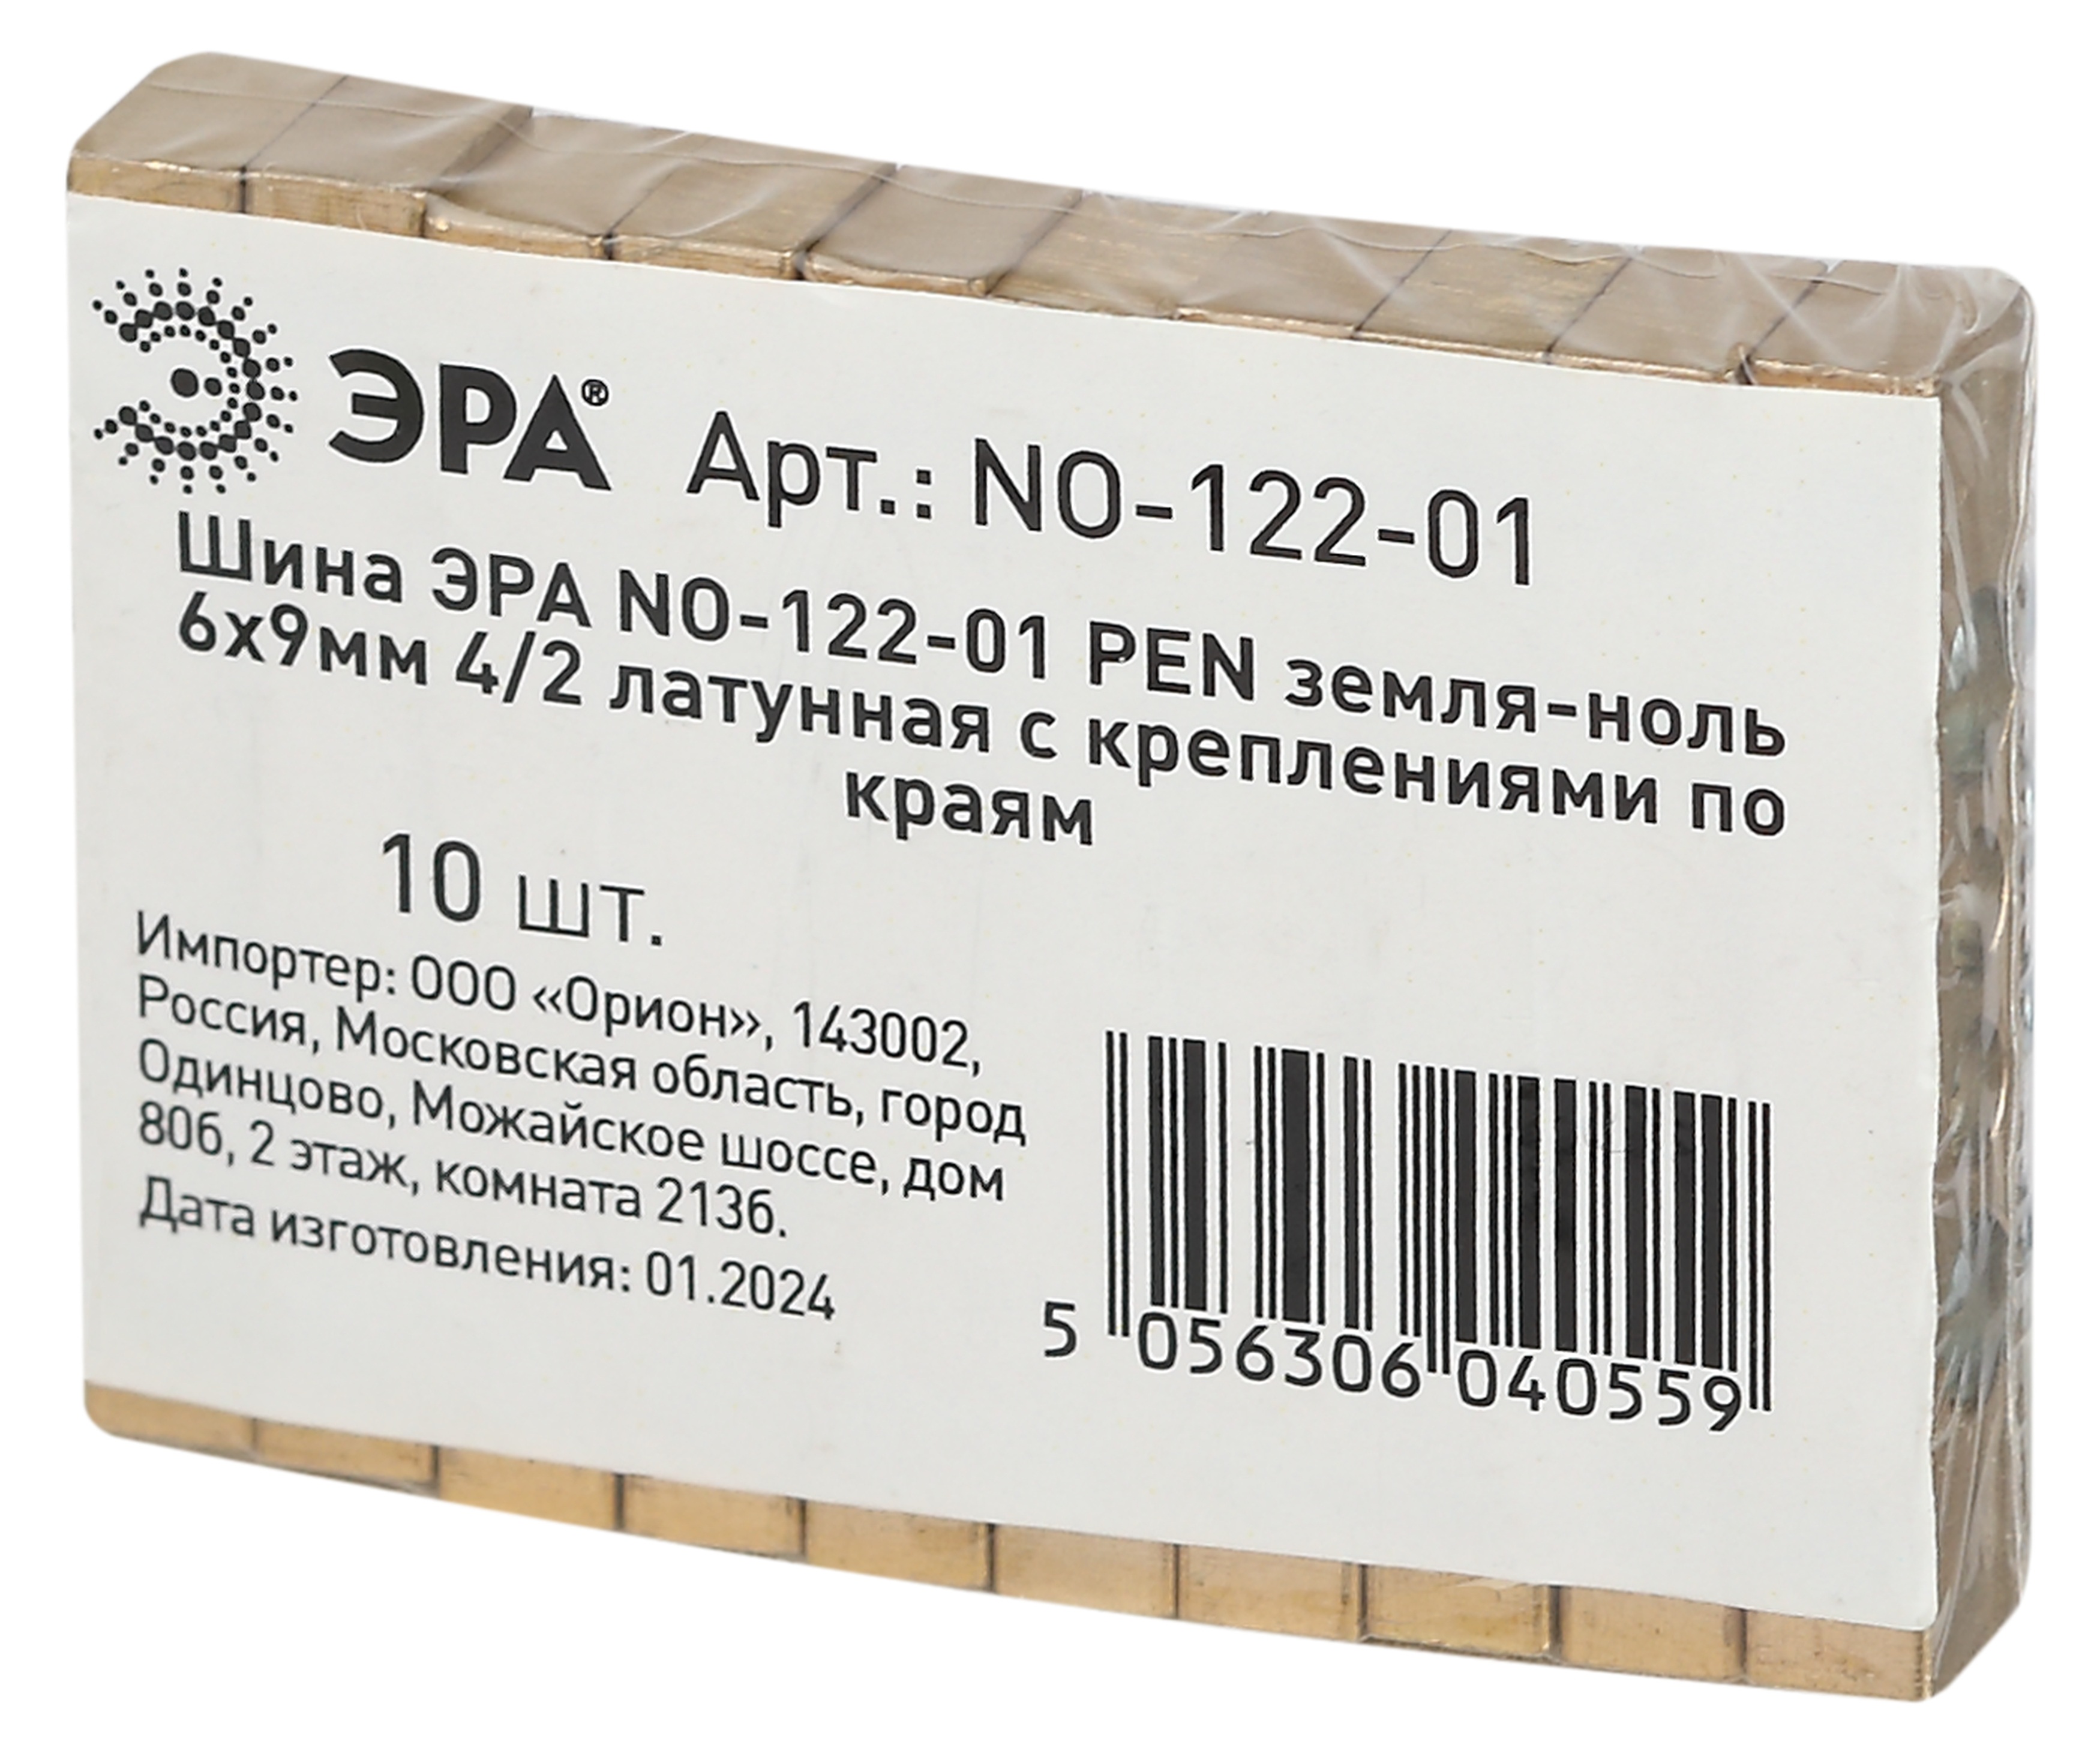 ЭРА® Арт.: NO-122-01
Шина ЭРА NO-122-01 PEN земля-ноль
6х9мм 4/2 латунная с креплениями по
краям
10 шт.
Импортер: ООО «Орион», 143002,
Россия, Московская область, город
Одинцово, Можайское шоссе, дом
80б, 2 этаж, комната 213б.
Дата изготовления: 01.2024
5 056306 040559